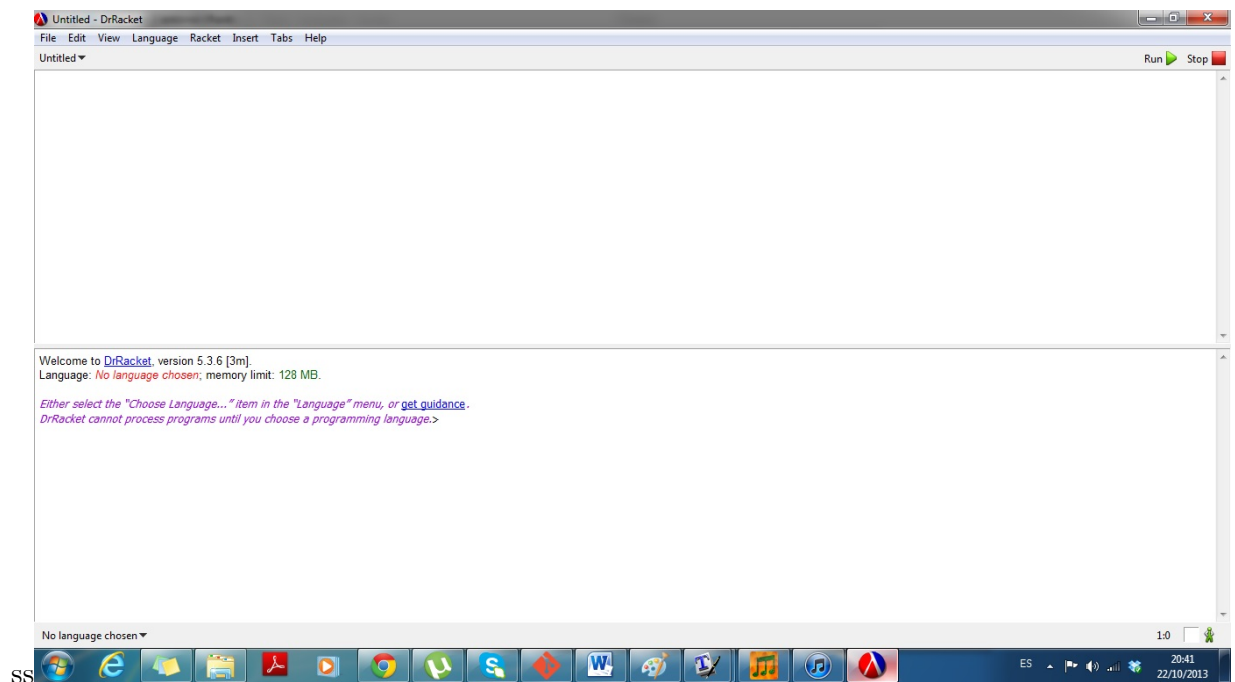 Untitled - DrRacket
File Edit View Language Racket Insert Tabs Help
Untitled
Run Stop
Welcome to DrRacket, version 5.3.6 [3m].
Language: No language chosen; memory limit: 128 MB.
Either select the "Choose Language..." item in the "Language" menu, or get guidance.
DrRacket cannot process programs until you choose a programming language.>
No language chosen
1:0
ss
ES
20:41
22/10/2013